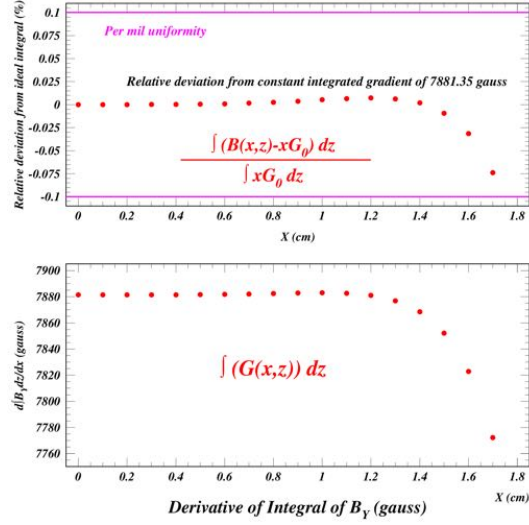 Relative deviation from ideal integral (%)
0.1
0.075
0.05
0.025
0
-0.025
-0.05
-0.075
-0.1
Per mil uniformity
Relative deviation from constant integrated gradient of 7881.35 gauss
∫ (B(x,z)-xG₀) dz
∫ xG₀ dz
0 0.2 0.4 0.6 0.8 1 1.2 1.4 1.6 1.8
X (cm)
d∫B_Y dz/dx (gauss)
7900
7880
7860
7840
7820
7800
7780
7760
∫ (G(x,z)) dz
0 0.2 0.4 0.6 0.8 1 1.2 1.4 1.6 1.8
X (cm)
Derivative of Integral of B_Y (gauss)